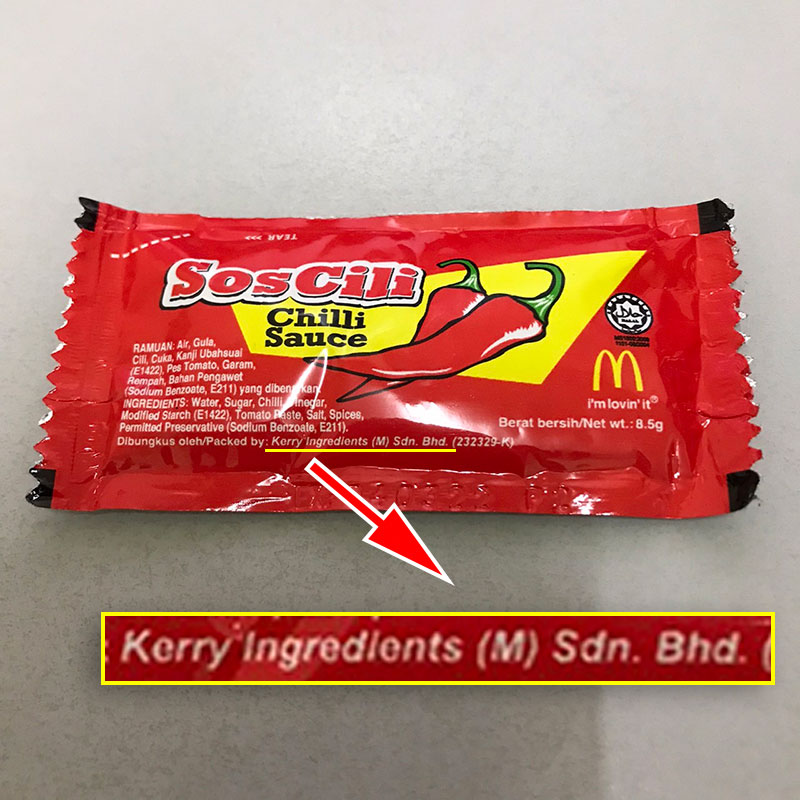 TEAR >>>
SosCili
Chilli
Sauce
RAMUAN: Air, Gula,
Cili, Cuka, Kanji Ubahsuai
(E1422), Pes Tomato, Garam,
Rempah, Bahan Pengawet
(Sodium Benzoate, E211) yang dibenarkan.
INGREDIENTS: Water, Sugar, Chilli, Vinegar,
Modified Starch (E1422), Tomato Paste, Salt, Spices,
Permitted Preservative (Sodium Benzoate, E211).
Dibungkus oleh/Packed by: Kerry Ingredients (M) Sdn. Bhd. (232329-K)
حلال
HALAL
i'm lovin' it®
Berat bersih/Net wt.: 8.5g
Kerry Ingredients (M) Sdn. Bhd. (